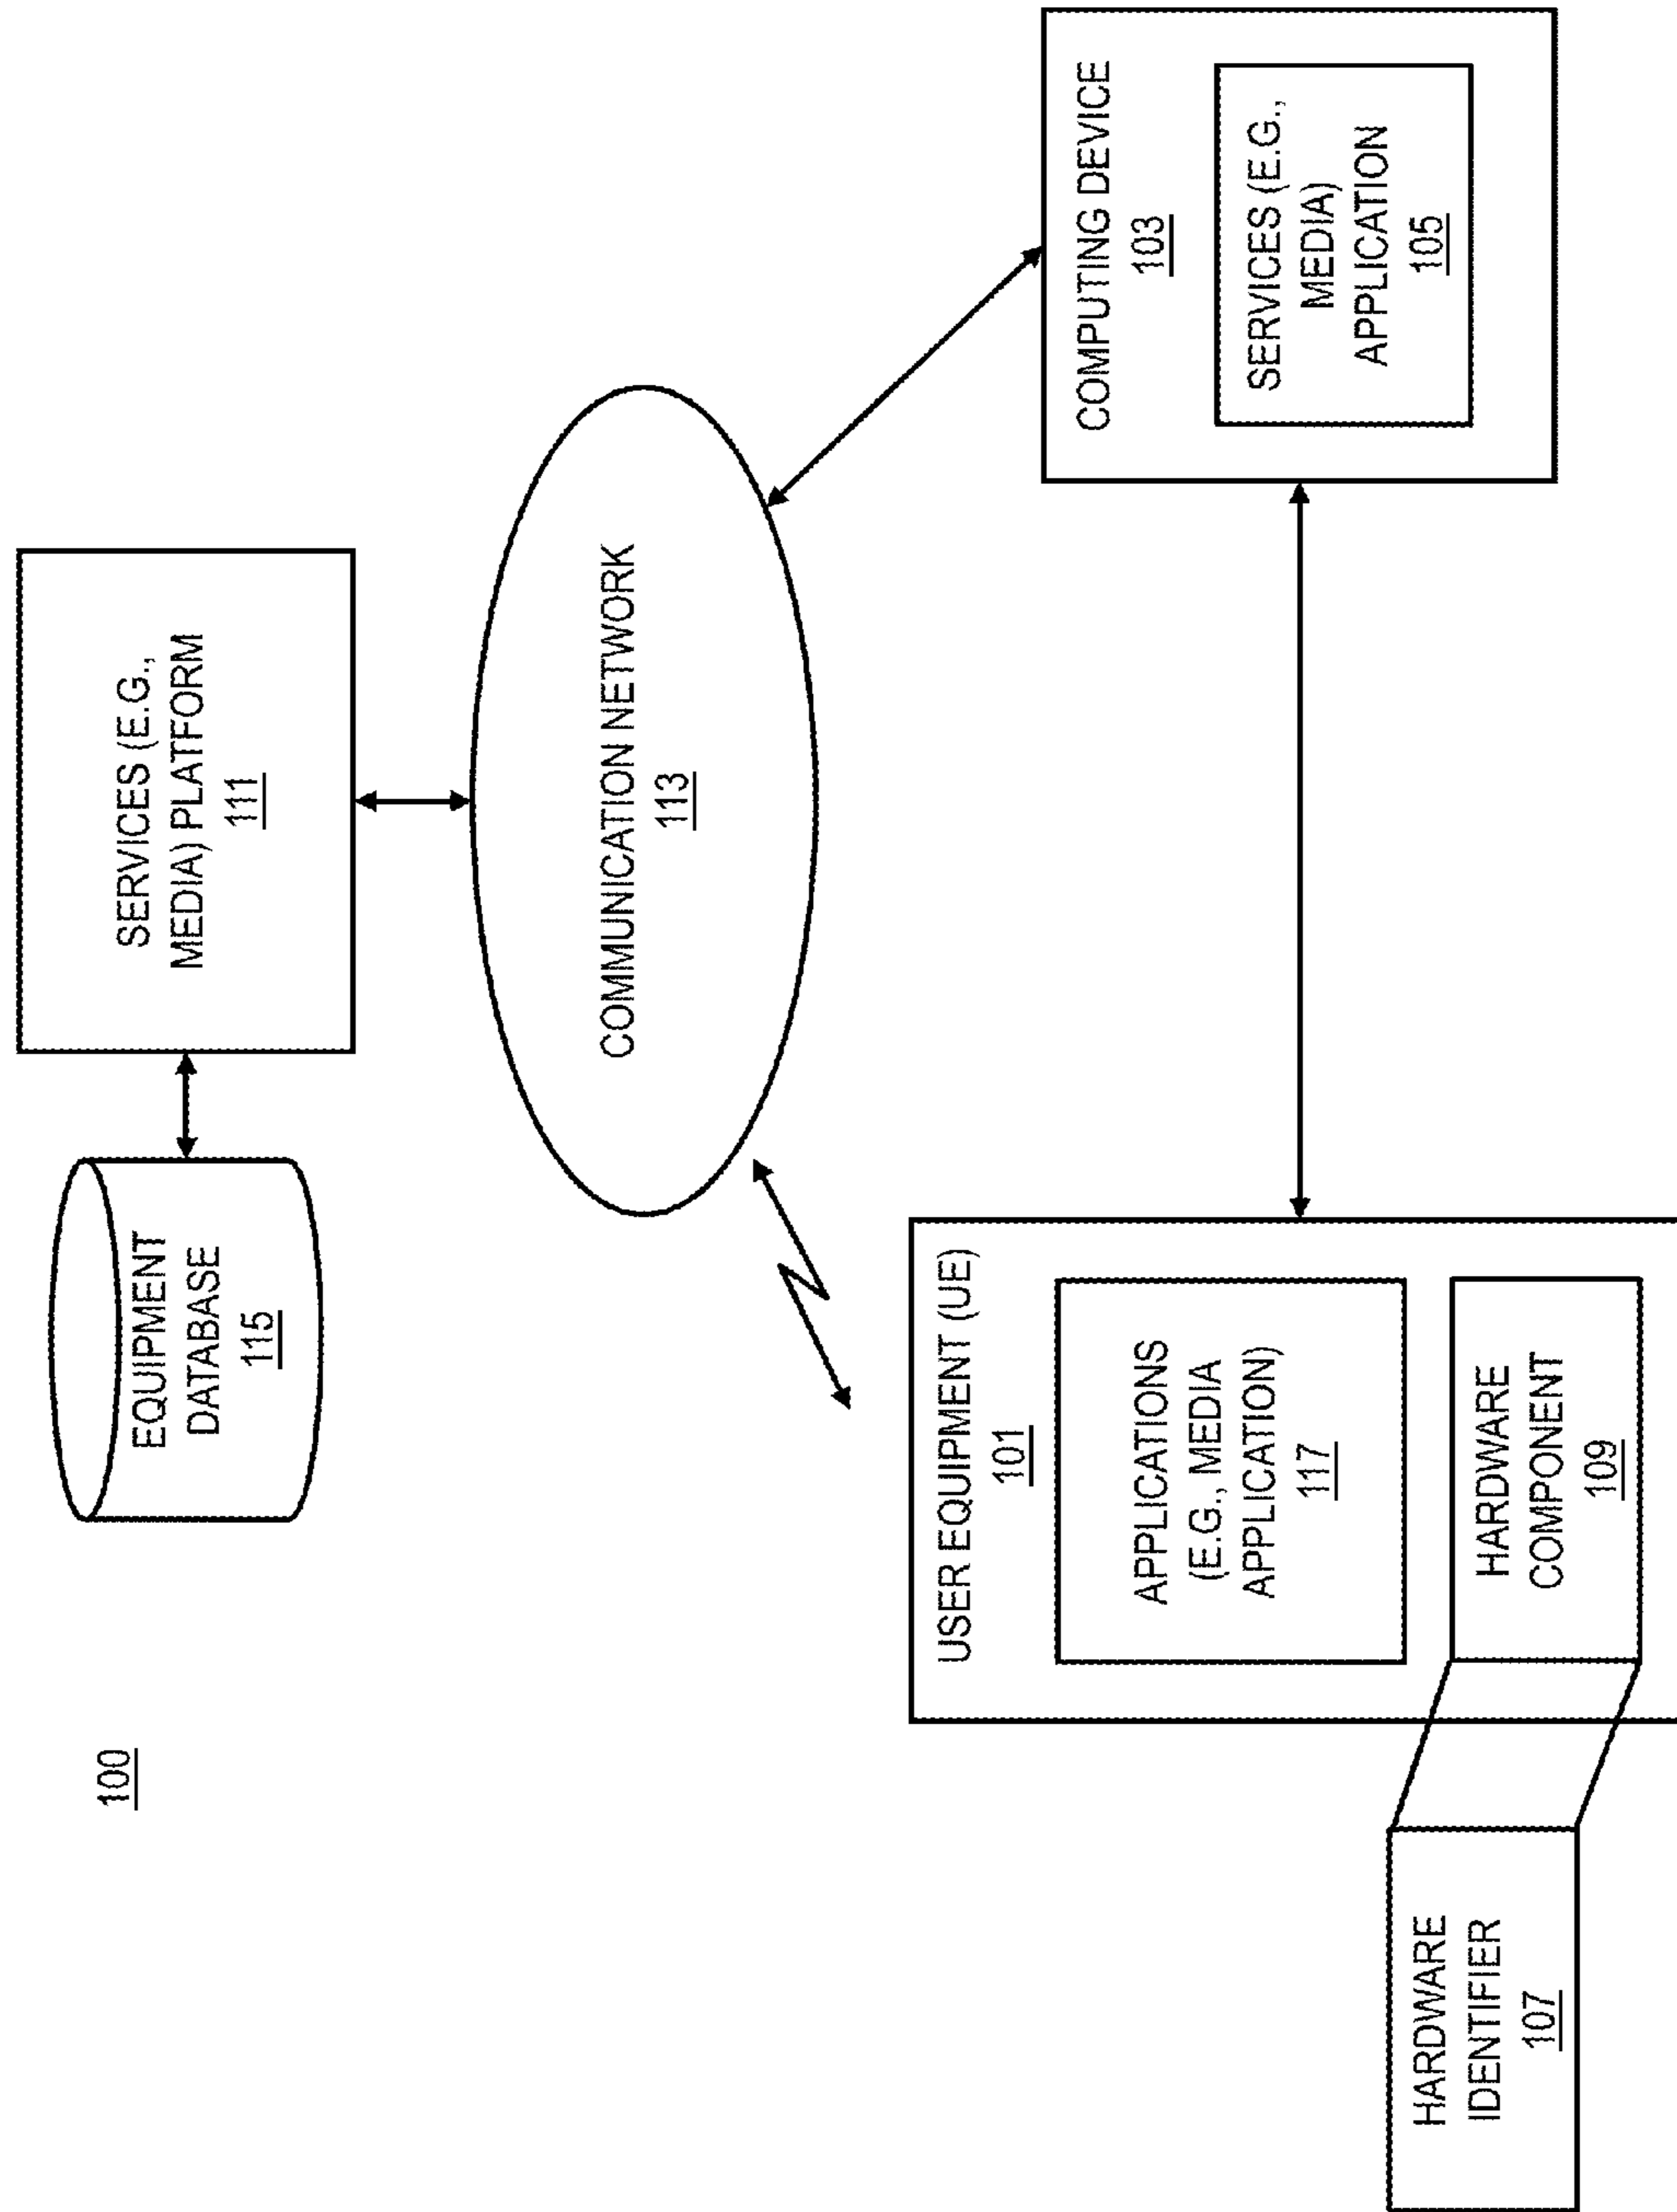 100
EQUIPMENT
DATABASE
115
SERVICES (E.G.,
MEDIA) PLATFORM
111
COMMUNICATION NETWORK
113
USER EQUIPMENT (UE)
101
APPLICATIONS
(E.G., MEDIA
APPLICATION)
117
HARDWARE
COMPONENT
109
HARDWARE
IDENTIFIER
107
COMPUTING DEVICE
103
SERVICES (E.G.,
MEDIA)
APPLICATION
105